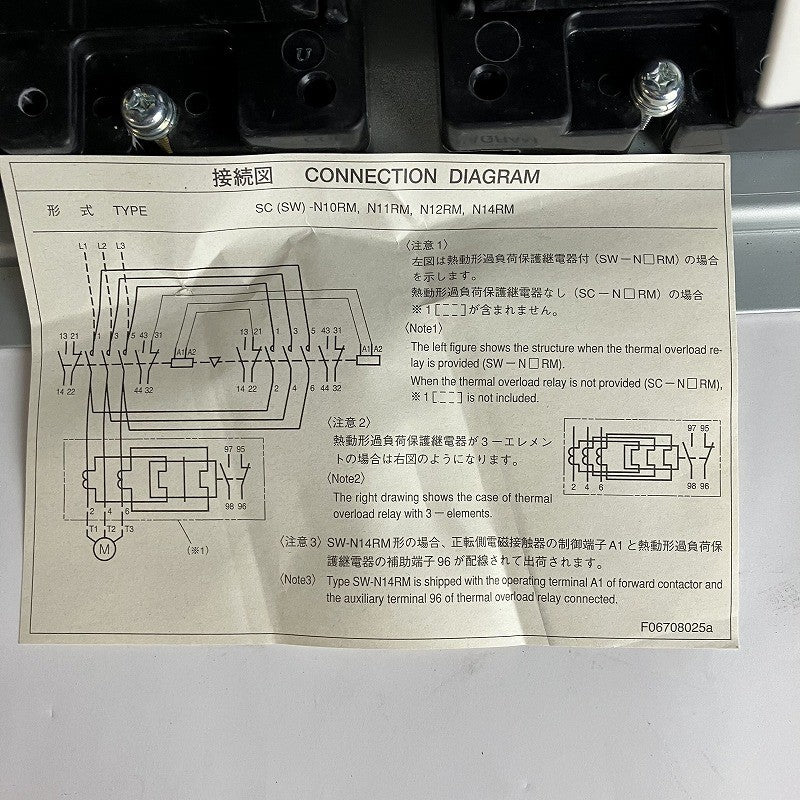 接続図 CONNECTION DIAGRAM
形 式 TYPE SC (SW) -N10RM, N11RM, N12RM, N14RM
L1 L2 L3
13 21 1 3 5 43 31 A1 A2 13 21 1 3 5 43 31 A1 A2
14 22 2 4 6 44 32 14 22 2 4 6 44 32
97 95
98 96
2 4 6
T1 T2 T3
M
(※1)
〈注意1〉
左図は熱動形過負荷保護継電器付（SW－N□RM）の場合
を示します。
熱動形過負荷保護継電器なし（SC－N□RM）の場合
※1［ ］が含まれません。
〈Note1〉
The left figure shows the structure when the thermal overload re-
lay is provided (SW－N□RM).
When the thermal overload relay is not provided (SC－N□RM),
※1［ ］is not included.
〈注意2〉
熱動形過負荷保護継電器が3－エレメン
トの場合は右図のようになります。
〈Note2〉
The right drawing shows the case of thermal
overload relay with 3－elements.
97 95
98 96
2 4 6
〈注意3〉SW-N14RM形の場合、正転側電磁接触器の制御端子A1と熱動形過負荷保
護継電器の補助端子96が配線されて出荷されます。
〈Note3〉Type SW-N14RM is shipped with the operating terminal A1 of forward contactor and
the auxiliary terminal 96 of thermal overload relay connected.
F06708025a